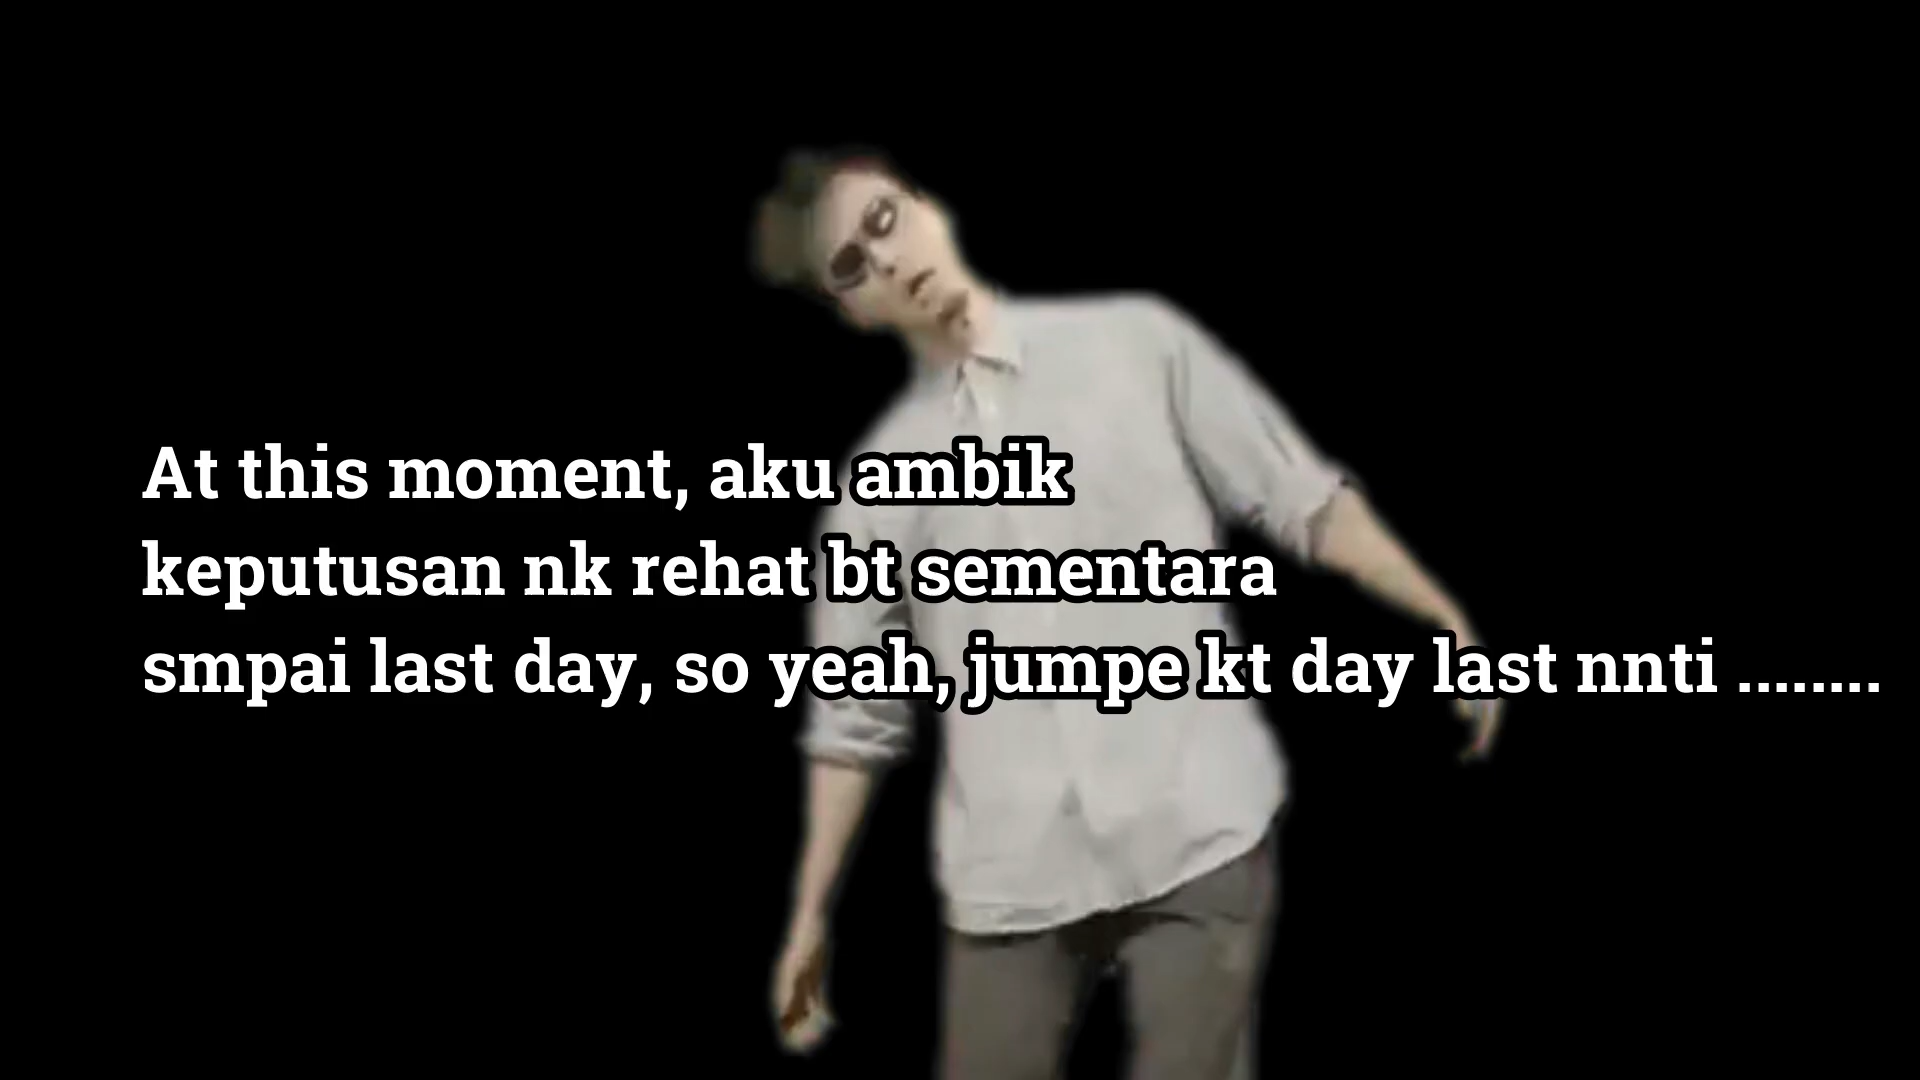 At this moment, aku ambik
keputusan nk rehat bt sementara
smpai last day, so yeah, jumpe kt day last nnti ........